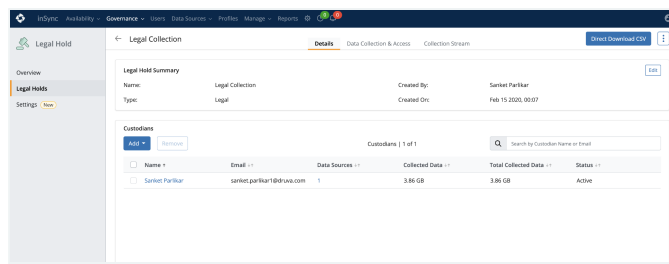 inSync Availability Governance Users Data Sources Profiles Manage Reports
Legal Hold
Legal Collection
Details Data Collection & Access Collection Stream
Direct Download CSV
Overview
Legal Holds
Settings New
Legal Hold Summary
Edit
Name: Legal Collection Created By: Sanket Parlikar
Type: Legal Created On: Feb 15 2020, 00:07
Custodians
Add Remove Custodians | 1 of 1 Search by Custodian Name or Email
Name Email Data Sources Collected Data Total Collected Data Status
Sanket Parlikar sanket.parlikar1@druva.com 1 3.86 GB 3.86 GB Active